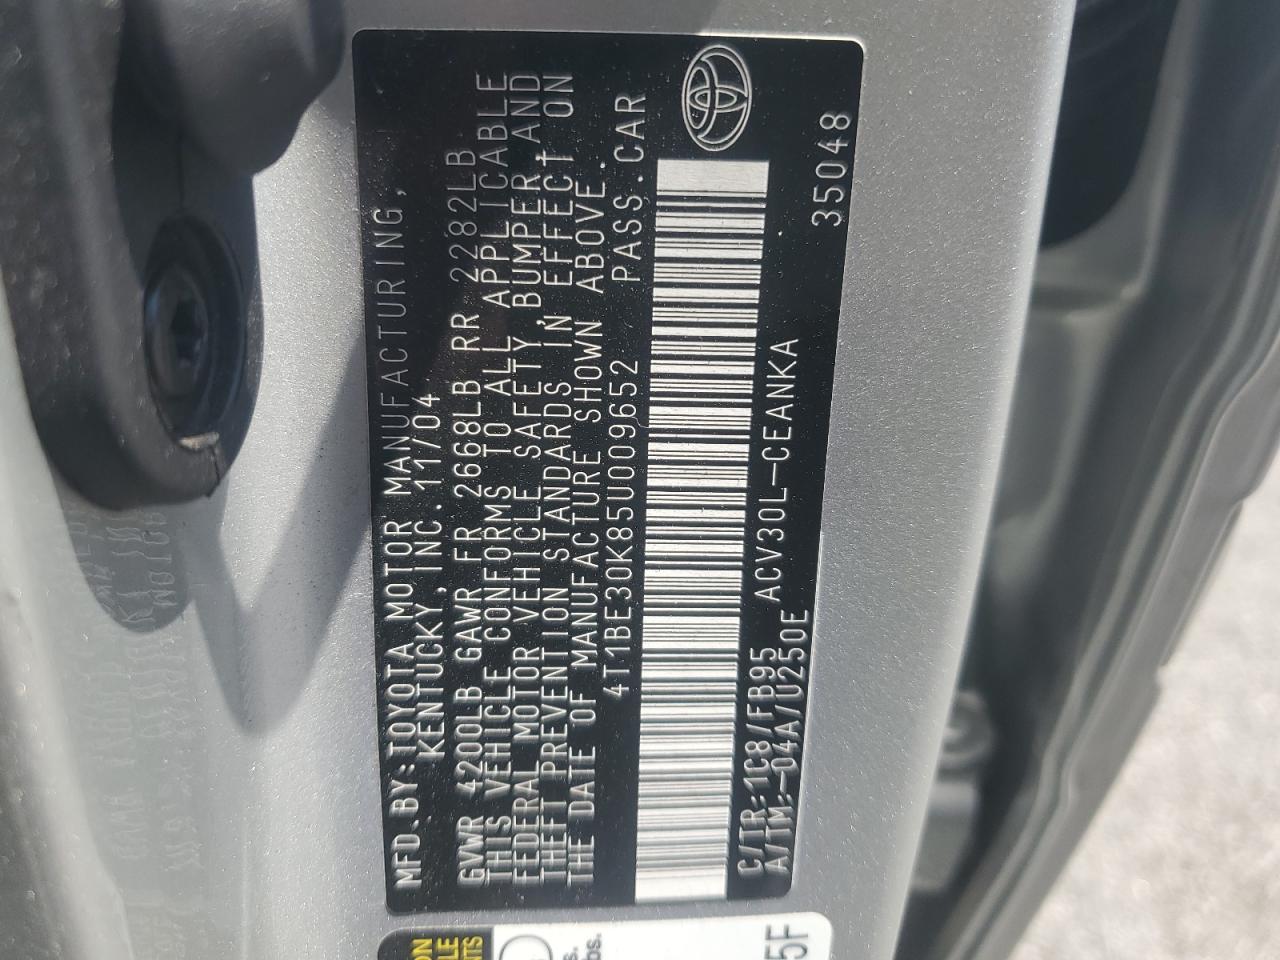 MFD.BY:TOYOTA MOTOR MANUFACTURING,
KENTUCKY,INC.11/04
GVWR 4200LB GAWR FR 2668LB RR 2282LB
THIS VEHICLE CONFORMS TO ALL APPLICABLE
FEDERAL MOTOR VEHICLE SAFETY,BUMPER,AND
THEFT PREVENTION STANDARDS IN EFFECT ON
THE DATE OF MANUFACTURE SHOWN ABOVE.
4T1BE30K85U009652 PASS.CAR
C/TR:1C8/FB95 ACV30L-CEANKA
A/TM:-04A/U250E
35048
5F